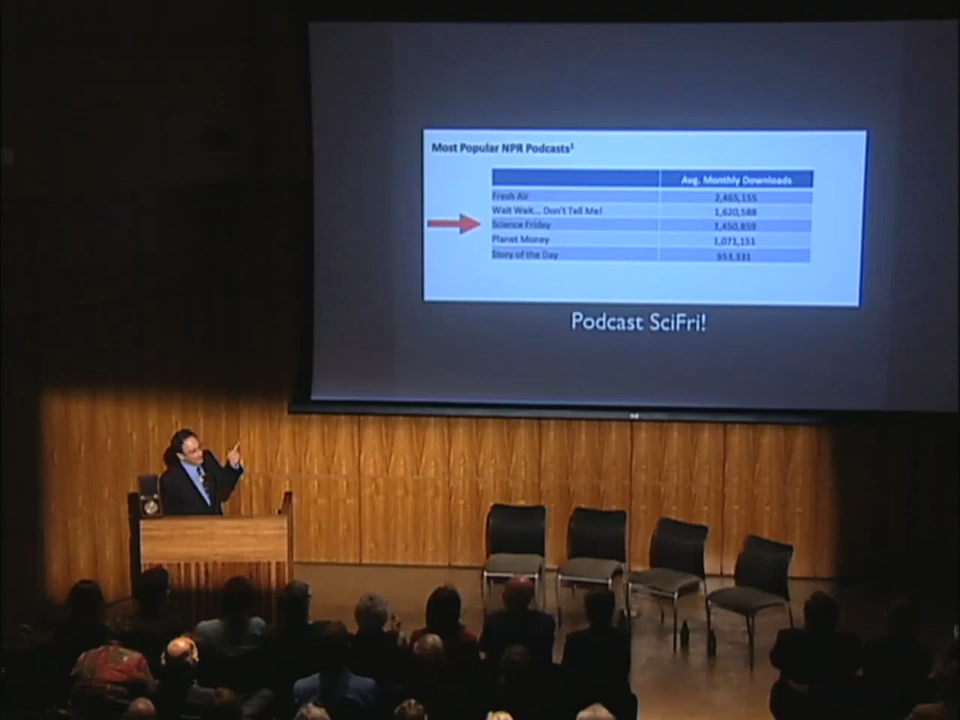 Most Popular NPR Podcasts¹
Avg. Monthly Downloads
Fresh Air 2,465,155
Wait Wait... Don't Tell Me! 1,620,588
Science Friday 1,450,859
Planet Money 1,071,151
Story of the Day 953,331
Podcast SciFri!